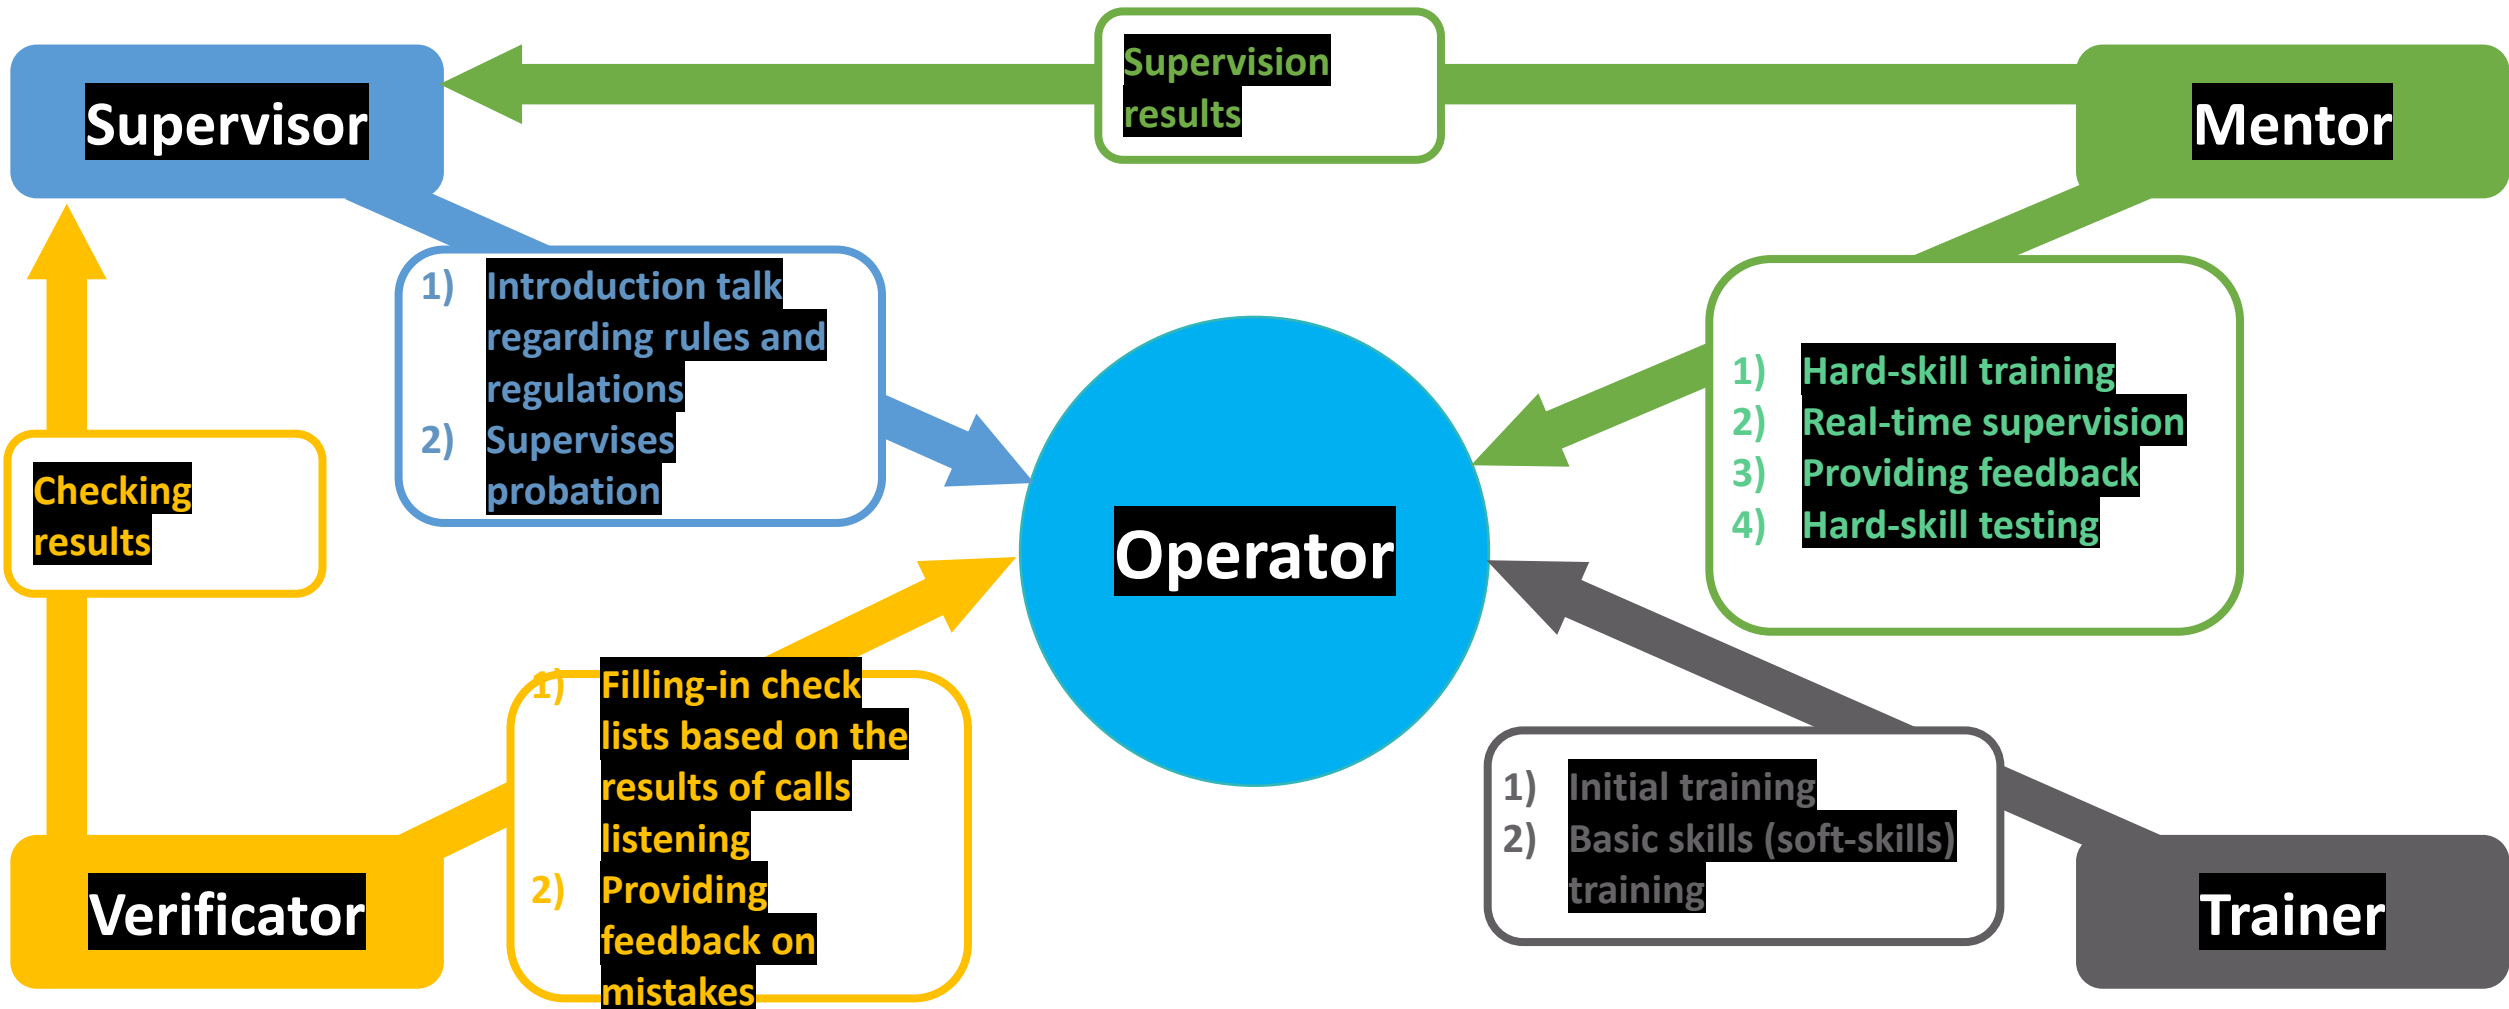 Supervision
results
Supervisor
Mentor
1) Introduction talk
regarding rules and
regulations
2) Supervises
probation
1) Hard-skill training
2) Real-time supervision
3) Providing feedback
4) Hard-skill testing
Checking
results
Operator
1) Filling-in check
lists based on the
results of calls
listening
2) Providing
feedback on
mistakes
1) Initial training
2) Basic skills (soft-skills)
training
Verificator
Trainer